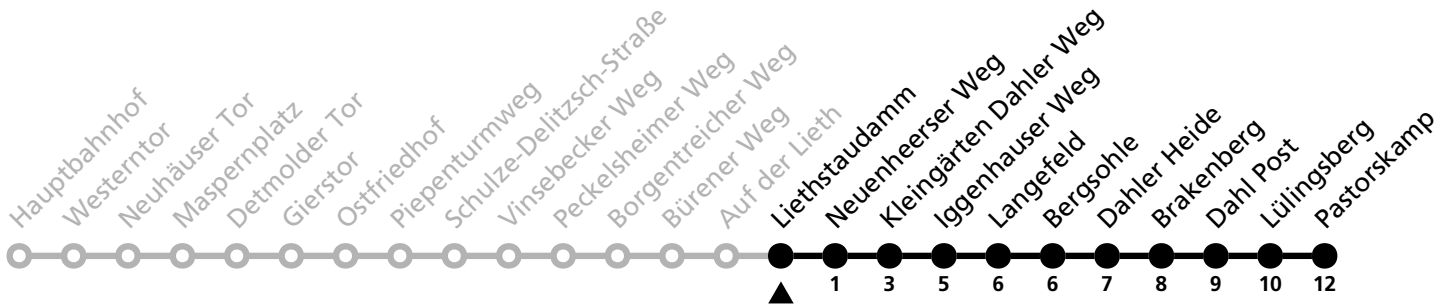 Hauptbahnhof
Westerntor
Neuhäuser Tor
Maspernplatz
Detmolder Tor
Gierstor
Ostfriedhof
Piepenturmweg
Schulze-Delitzsch-Straße
Vinsebecker Weg
Peckelsheimer Weg
Borgentreicher Weg
Bürener Weg
Auf der Lieth
Liethstaudamm
Neuenheerser Weg
Kleingärten Dahler Weg
Iggenhauser Weg
Langefeld
Bergsohle
Dahler Heide
Brakenberg
Dahl Post
Lülingsberg
Pastorskamp
1 3 5 6 6 7 8 9 10 12